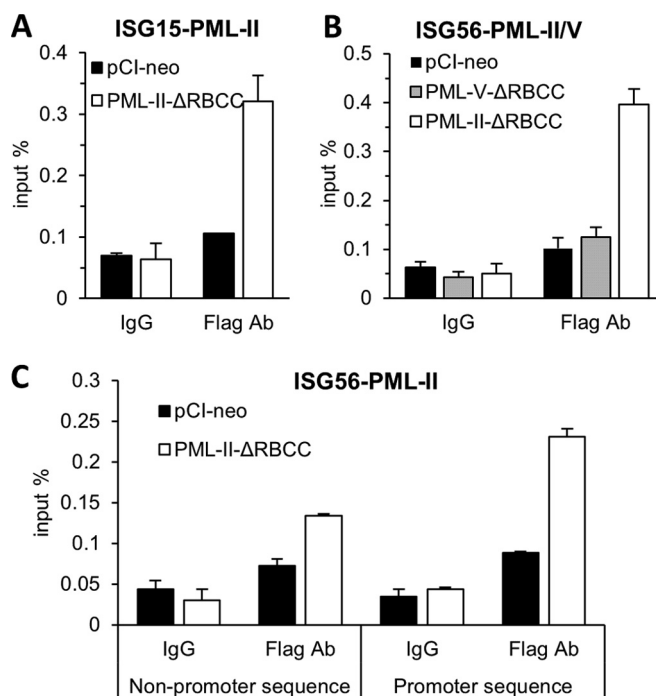 A
ISG15-PML-II
0.4
0.3
0.2
0.1
0
input %
pCI-neo
PML-II-ΔRBCC
IgG
Flag Ab
B
ISG56-PML-II/V
0.5
0.4
0.3
0.2
0.1
0
input %
pCI-neo
PML-V-ΔRBCC
PML-II-ΔRBCC
IgG
Flag Ab
C
ISG56-PML-II
0.3
0.25
0.2
0.15
0.1
0.05
0
input %
pCI-neo
PML-II-ΔRBCC
IgG
Flag Ab
IgG
Flag Ab
Non-promoter sequence
Promoter sequence